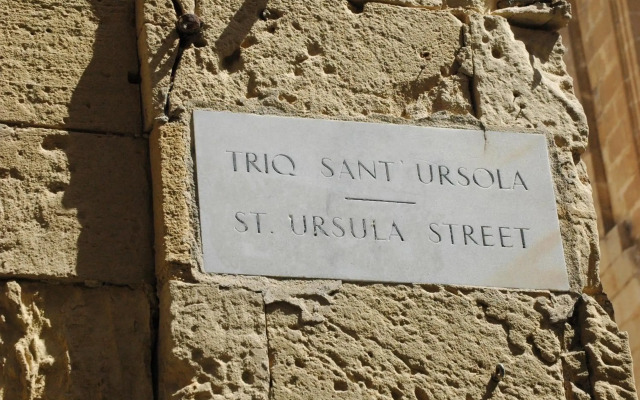 TRIQ SANT' URSOLA
ST. URSULA STREET